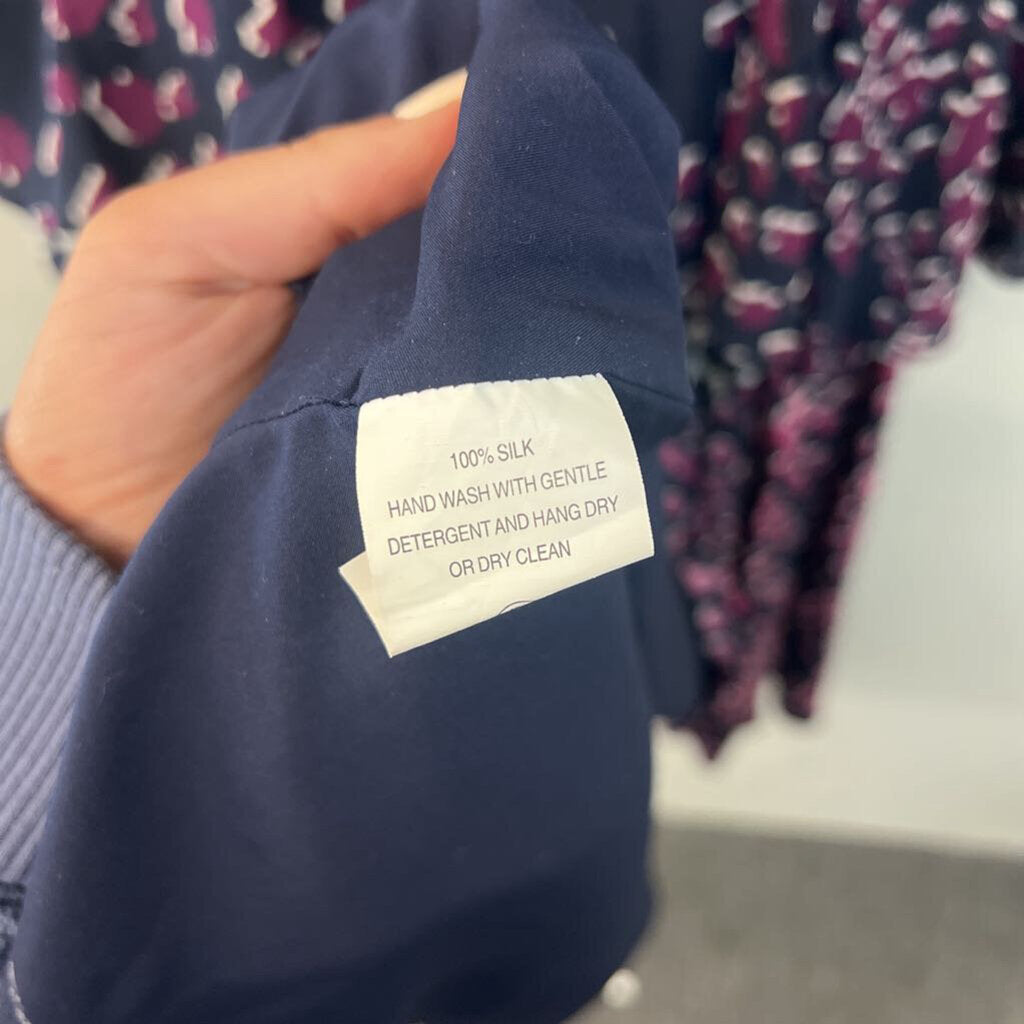 100% SILK
HAND WASH WITH GENTLE
DETERGENT AND HANG DRY
OR DRY CLEAN